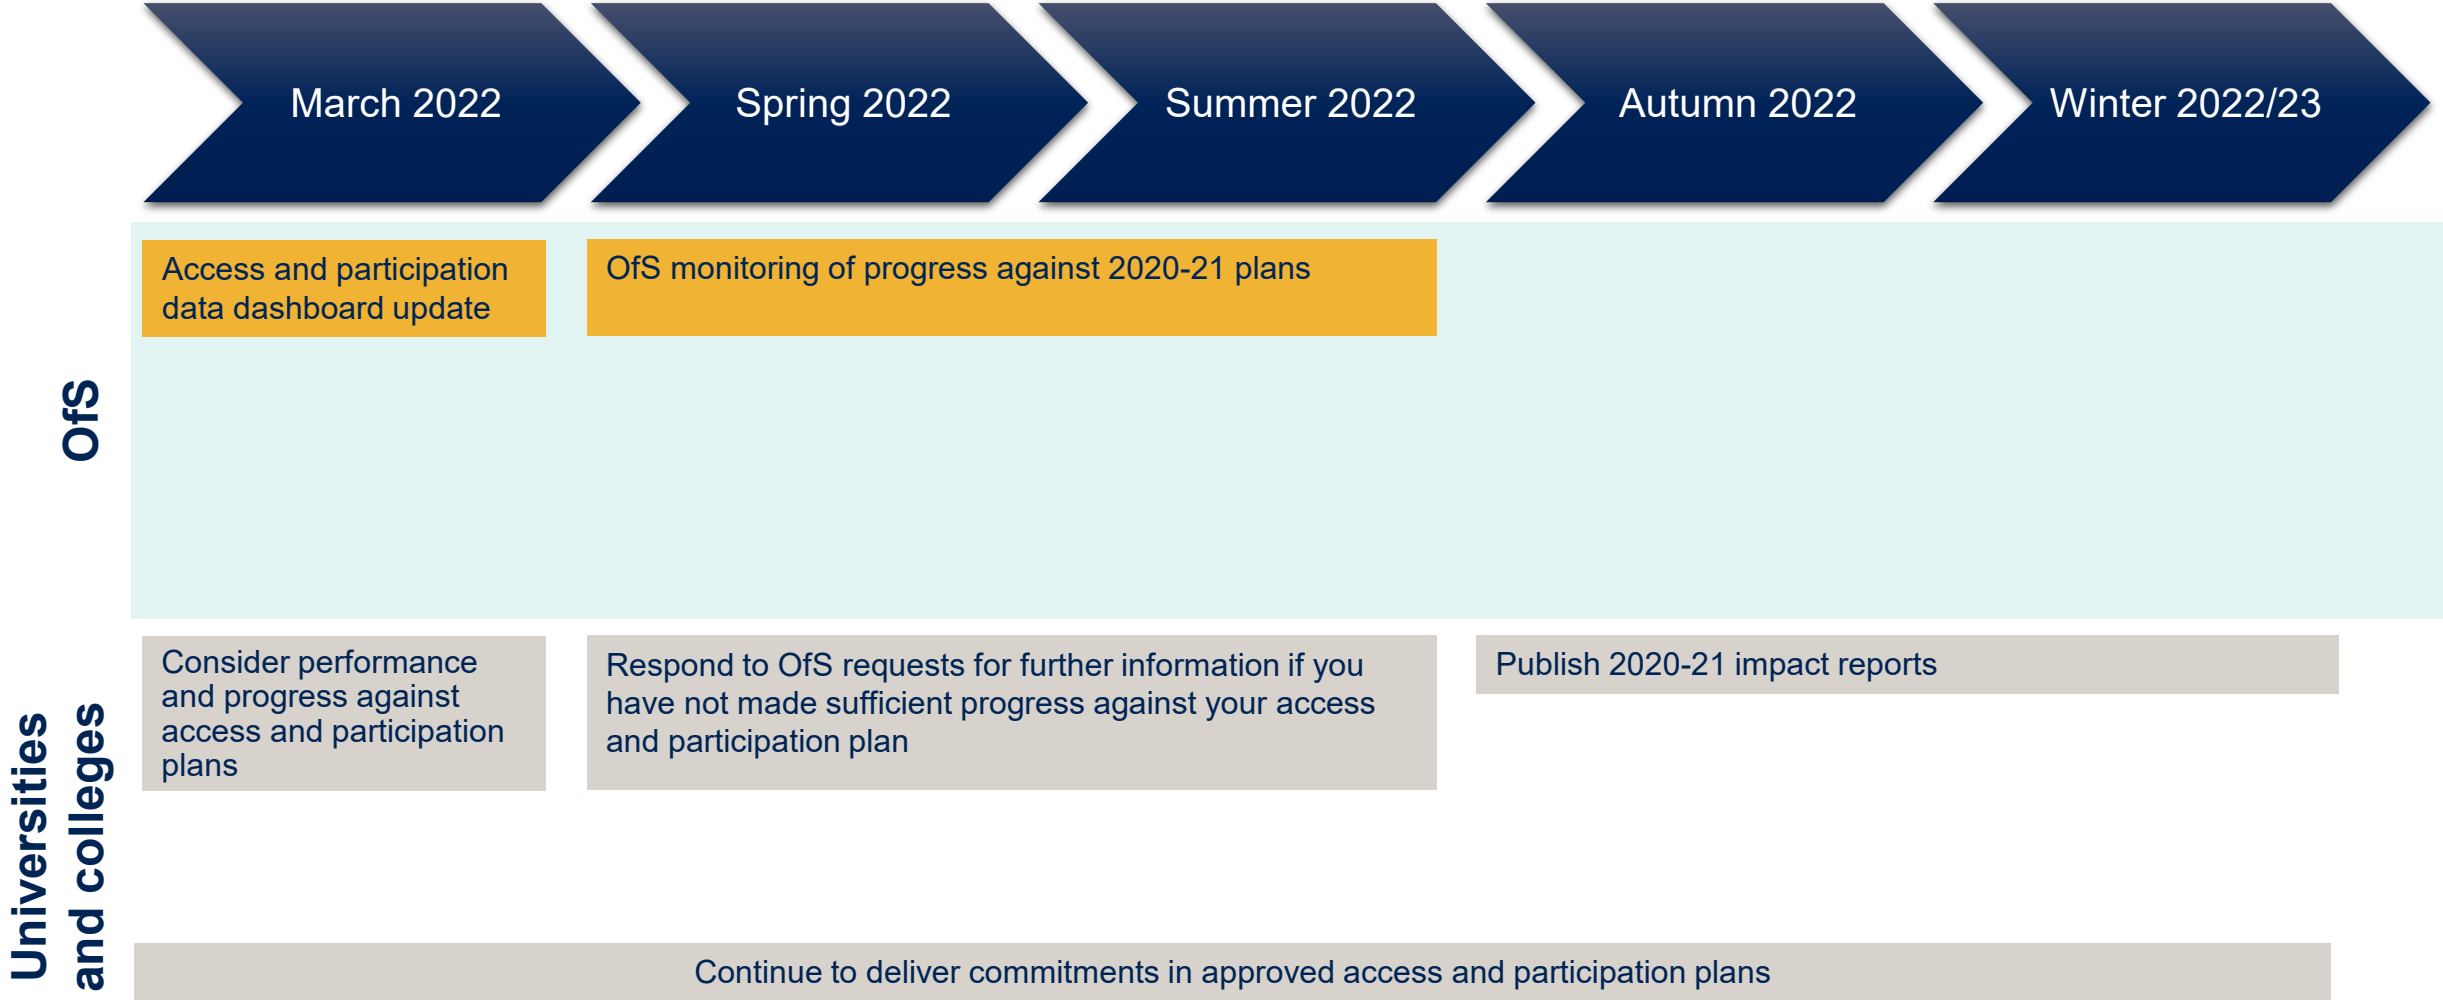 March 2022
Spring 2022
Summer 2022
Autumn 2022
Winter 2022/23
OfS
Access and participation
data dashboard update
OfS monitoring of progress against 2020-21 plans
Universities
and colleges
Consider performance
and progress against
access and participation
plans
Respond to OfS requests for further information if you
have not made sufficient progress against your access
and participation plan
Publish 2020-21 impact reports
Continue to deliver commitments in approved access and participation plans